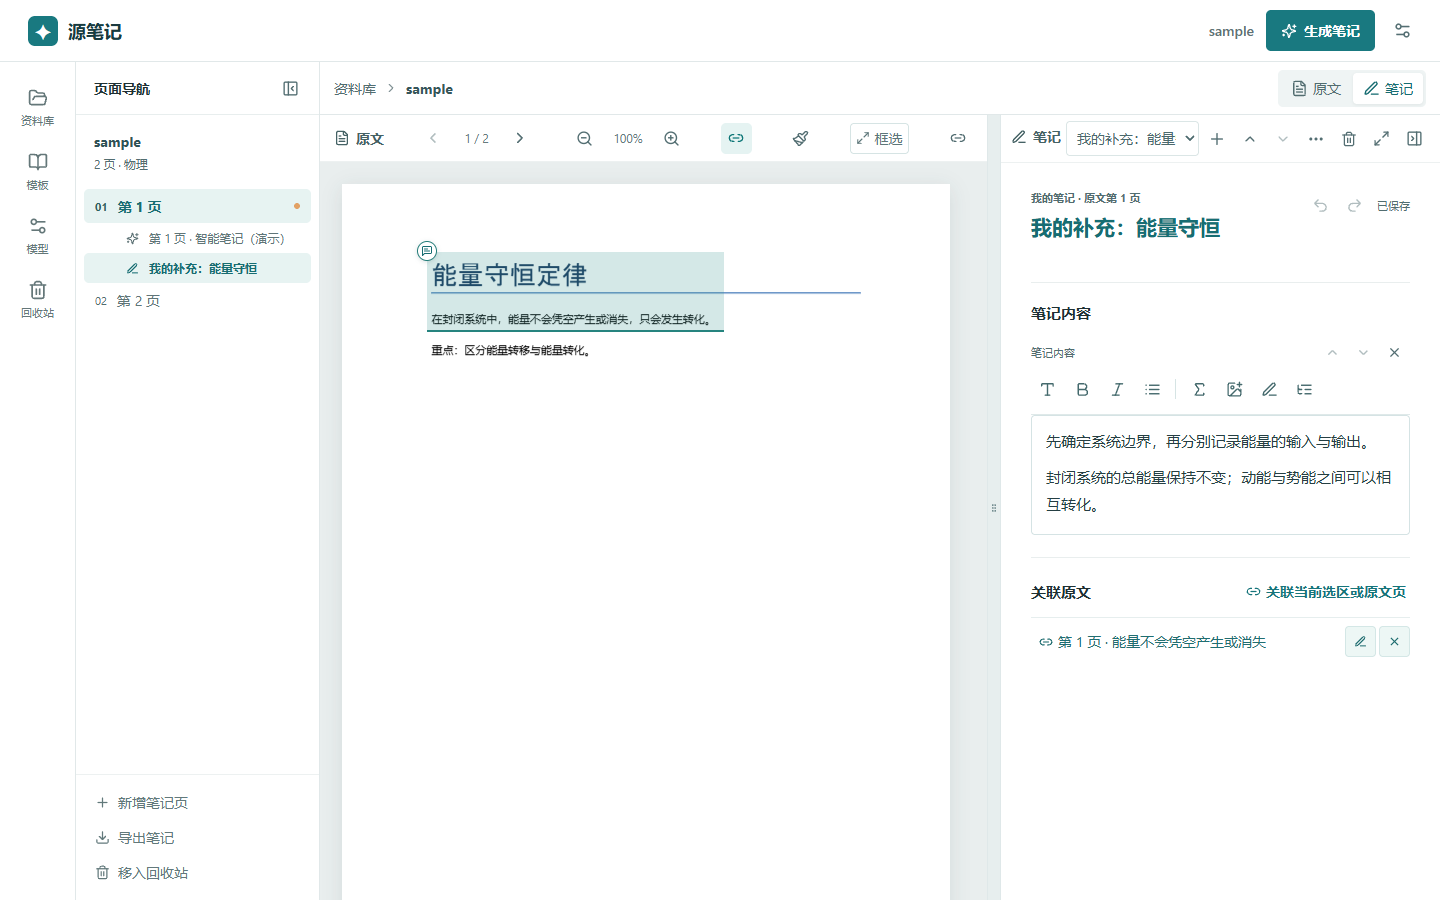 源笔记
sample
生成笔记
资料库
模板
模型
回收站
页面导航
sample
2 页 · 物理
01 第 1 页
第 1 页 · 智能笔记（演示）
我的补充：能量守恒
02 第 2 页
新增笔记页
导出笔记
移入回收站
资料库 > sample
原文
笔记
原文
1 / 2
100%
框选
能量守恒定律
在封闭系统中，能量不会凭空产生或消失，只会发生转化。
重点：区分能量转移与能量转化。
笔记
我的补充：能量
我的笔记 · 原文第 1 页
已保存
我的补充：能量守恒
笔记内容
笔记内容
先确定系统边界，再分别记录能量的输入与输出。
封闭系统的总能量保持不变；动能与势能之间可以相
互转化。
关联原文
关联当前选区或原文页
第 1 页 · 能量不会凭空产生或消失